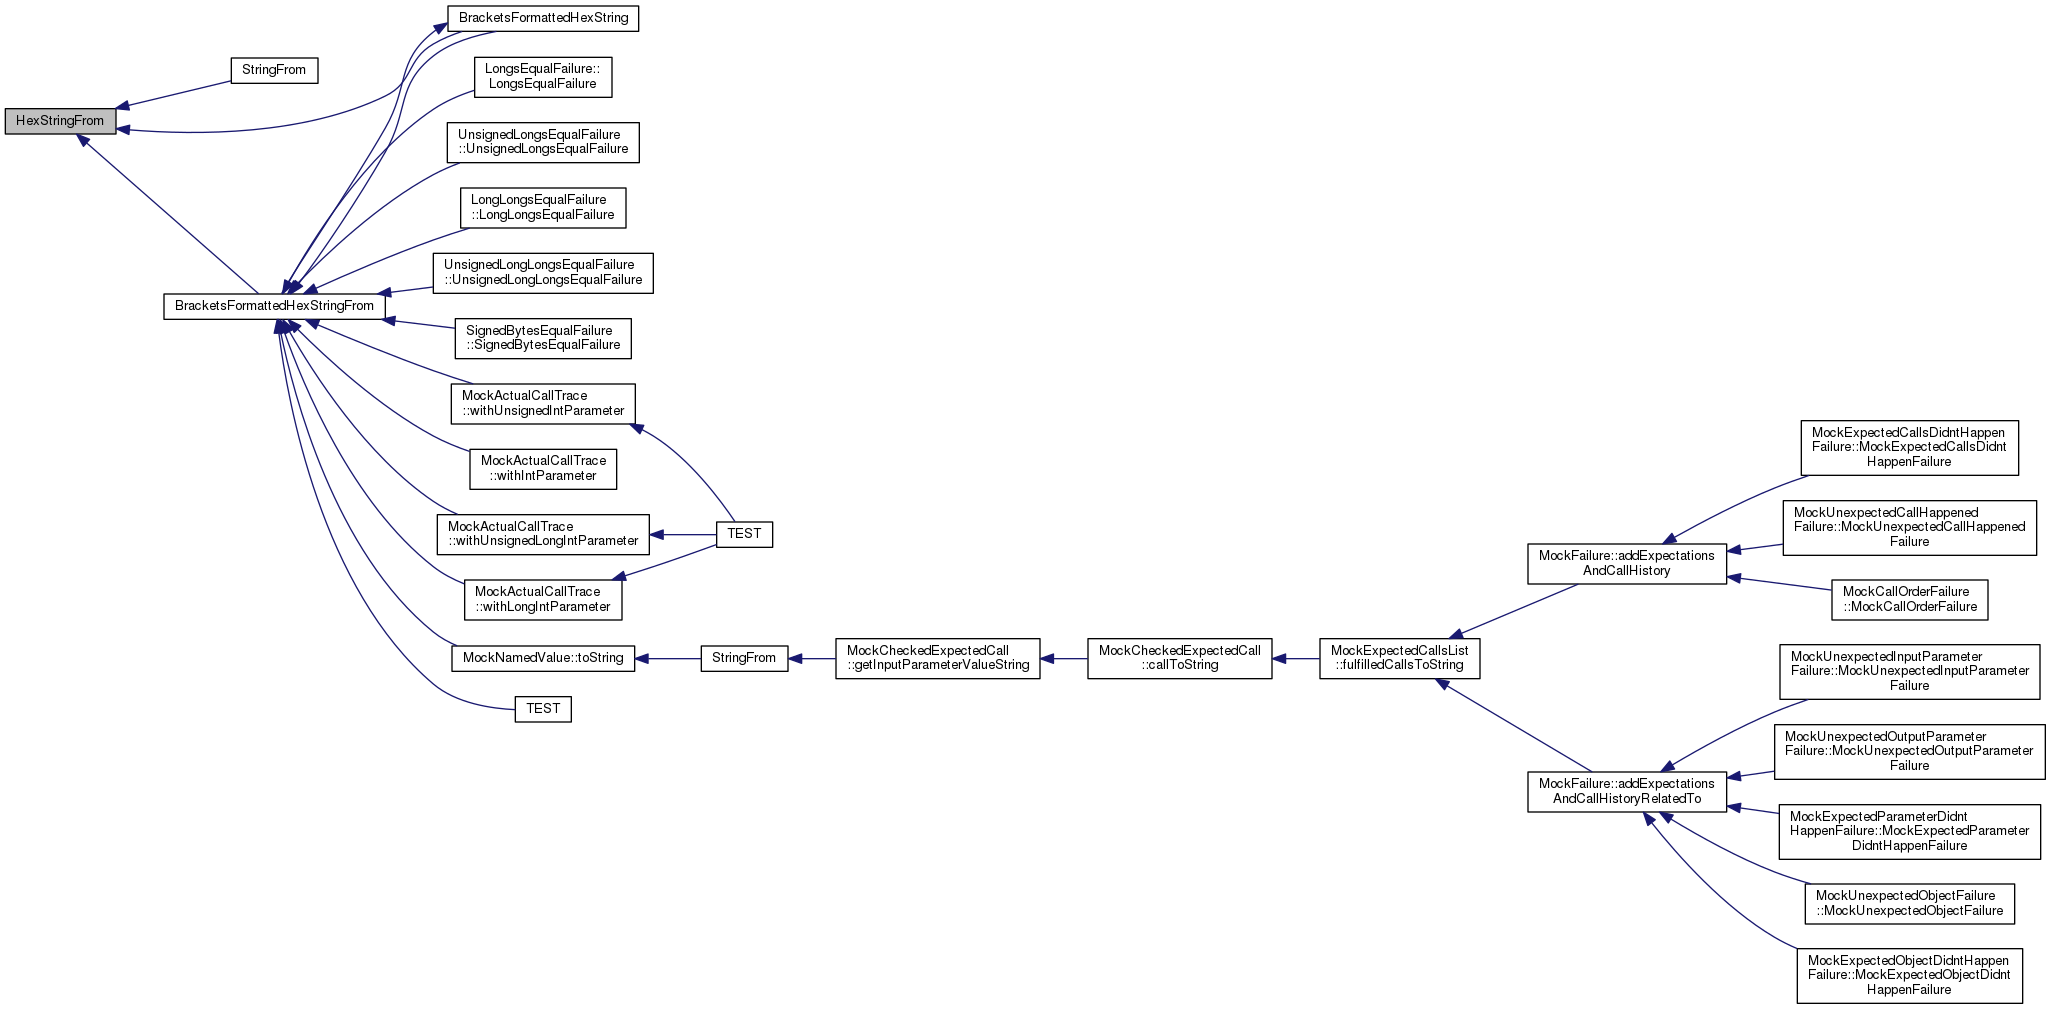 BracketsFormattedHexString
StringFrom
LongsEqualFailure::
LongsEqualFailure
HexStringFrom
UnsignedLongsEqualFailure
::UnsignedLongsEqualFailure
LongLongsEqualFailure
::LongLongsEqualFailure
UnsignedLongLongsEqualFailure
::UnsignedLongLongsEqualFailure
BracketsFormattedHexStringFrom
SignedBytesEqualFailure
::SignedBytesEqualFailure
MockActualCallTrace
::withUnsignedIntParameter
MockActualCallTrace
::withIntParameter
MockActualCallTrace
::withUnsignedLongIntParameter
TEST
MockActualCallTrace
::withLongIntParameter
MockNamedValue::toString
StringFrom
MockCheckedExpectedCall
::getInputParameterValueString
MockCheckedExpectedCall
::callToString
MockExpectedCallsList
::fulfilledCallsToString
TEST
MockFailure::addExpectations
AndCallHistory
MockExpectedCallsDidntHappen
Failure::MockExpectedCallsDidnt
HappenFailure
MockUnexpectedCallHappened
Failure::MockUnexpectedCallHappened
Failure
MockCallOrderFailure
::MockCallOrderFailure
MockFailure::addExpectations
AndCallHistoryRelatedTo
MockUnexpectedInputParameter
Failure::MockUnexpectedInputParameter
Failure
MockUnexpectedOutputParameter
Failure::MockUnexpectedOutputParameter
Failure
MockExpectedParameterDidnt
HappenFailure::MockExpectedParameter
DidntHappenFailure
MockUnexpectedObjectFailure
::MockUnexpectedObjectFailure
MockExpectedObjectDidntHappen
Failure::MockExpectedObjectDidnt
HappenFailure